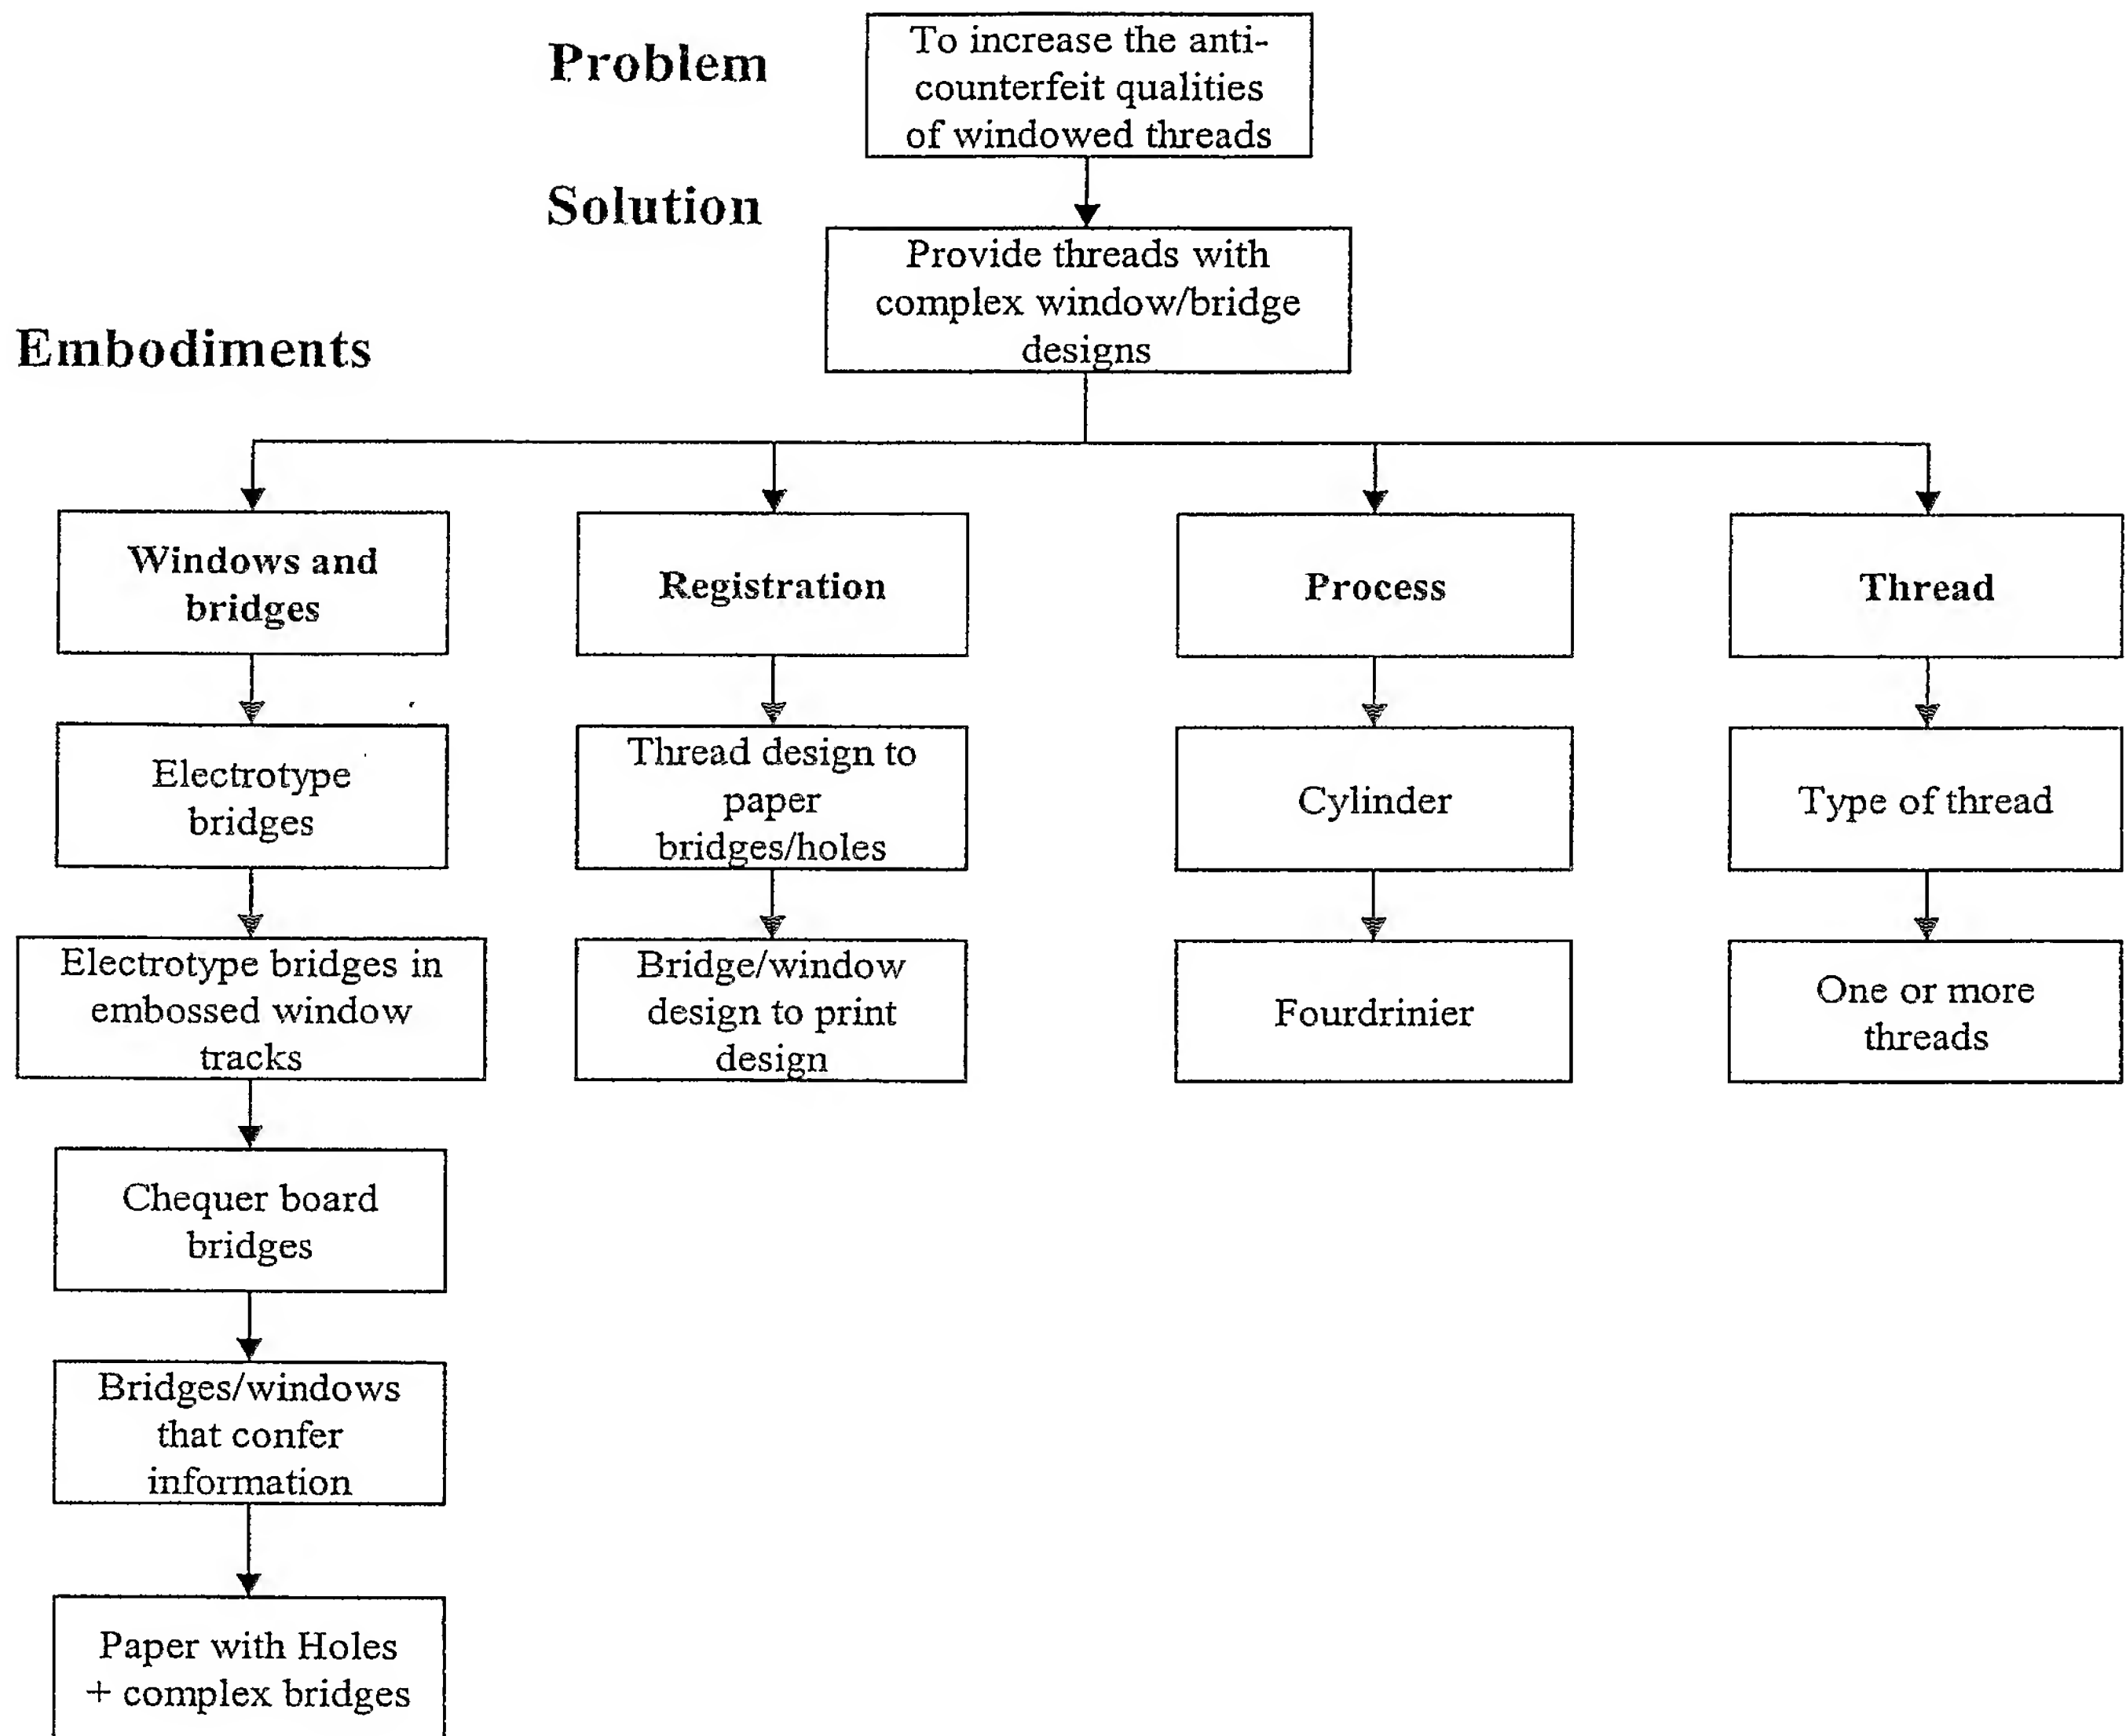 Problem
To increase the anti-
counterfeit qualities
of windowed threads
Solution
Provide threads with
complex window/bridge
designs
Embodiments
Windows and
bridges
Registration
Process
Thread
Electrotype
bridges
Thread design to
paper
bridges/holes
Cylinder
Type of thread
Electrotype bridges in
embossed window
tracks
Bridge/window
design to print
design
Fourdrinier
One or more
threads
Chequer board
bridges
Bridges/windows
that confer
information
Paper with Holes
+ complex bridges